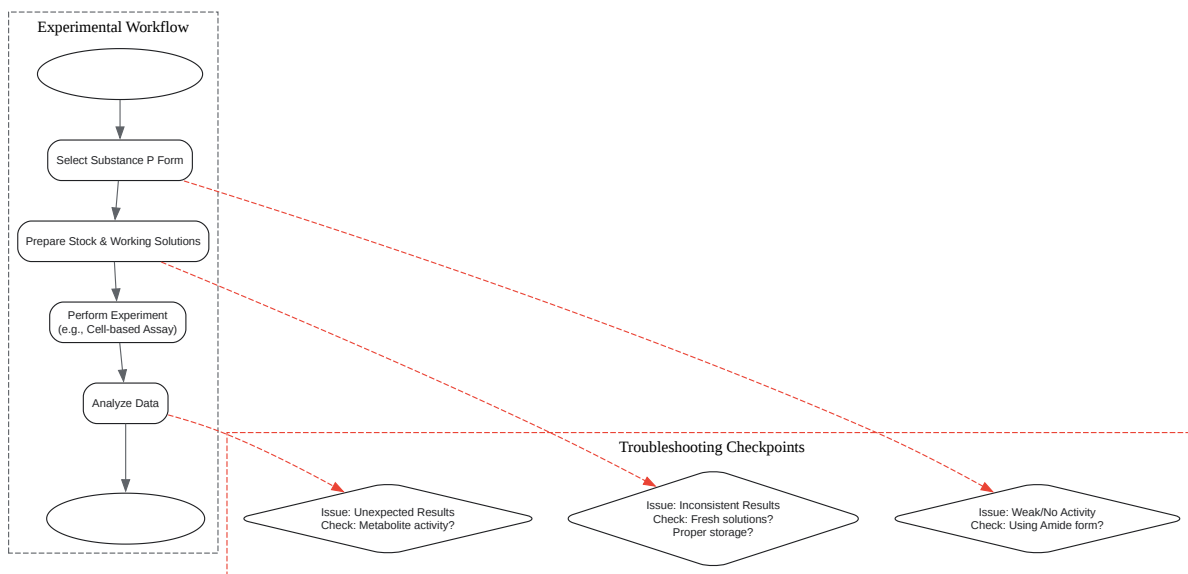 Experimental Workflow
Select Substance P Form
Prepare Stock & Working Solutions
Perform Experiment
(e.g., Cell-based Assay)
Analyze Data
Troubleshooting Checkpoints
Issue: Unexpected Results
Check: Metabolite activity?
Issue: Inconsistent Results
Check: Fresh solutions?
Proper storage?
Issue: Weak/No Activity
Check: Using Amide form?